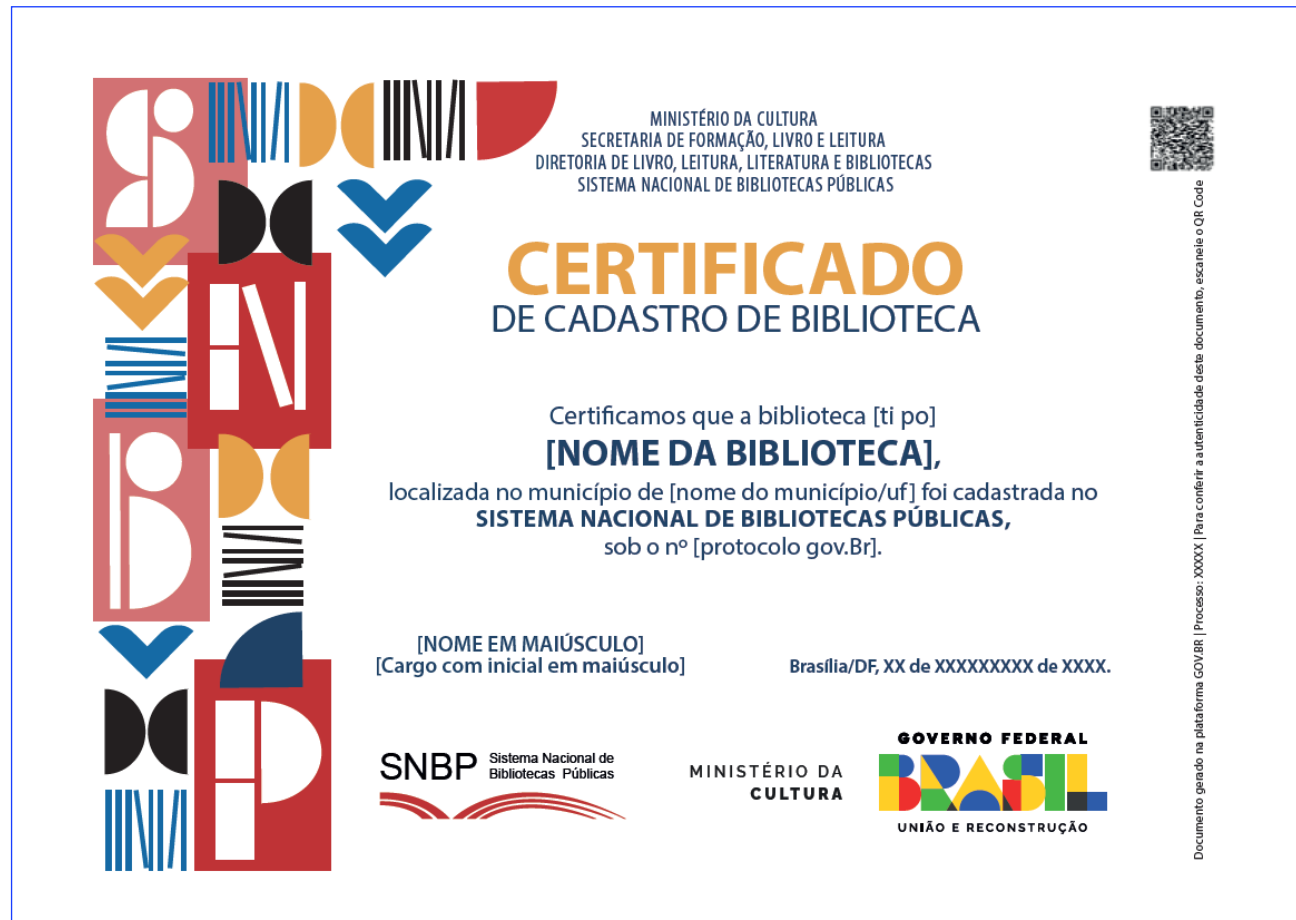 MINISTÉRIO DA CULTURA
SECRETARIA DE FORMAÇÃO, LIVRO E LEITURA
DIRETORIA DE LIVRO, LEITURA, LITERATURA E BIBLIOTECAS
SISTEMA NACIONAL DE BIBLIOTECAS PÚBLICAS
CERTIFICADO
DE CADASTRO DE BIBLIOTECA
Certificamos que a biblioteca [ti po]
[NOME DA BIBLIOTECA],
localizada no município de [nome do município/uf] foi cadastrada no
SISTEMA NACIONAL DE BIBLIOTECAS PÚBLICAS,
sob o nº [protocolo gov.Br].
[NOME EM MAIÚSCULO]
[Cargo com inicial em maiúsculo]
Brasília/DF, XX de XXXXXXXXX de XXXX.
SNBP
Sistema Nacional de
Bibliotecas Públicas
MINISTÉRIO DA
CULTURA
GOVERNO FEDERAL
BRASIL
UNIÃO E RECONSTRUÇÃO
Documento gerado na plataforma GOV.BR | Processo: XXXXX | Para conferir a autenticidade deste documento, escaneie o QR Code
S
N
B
P